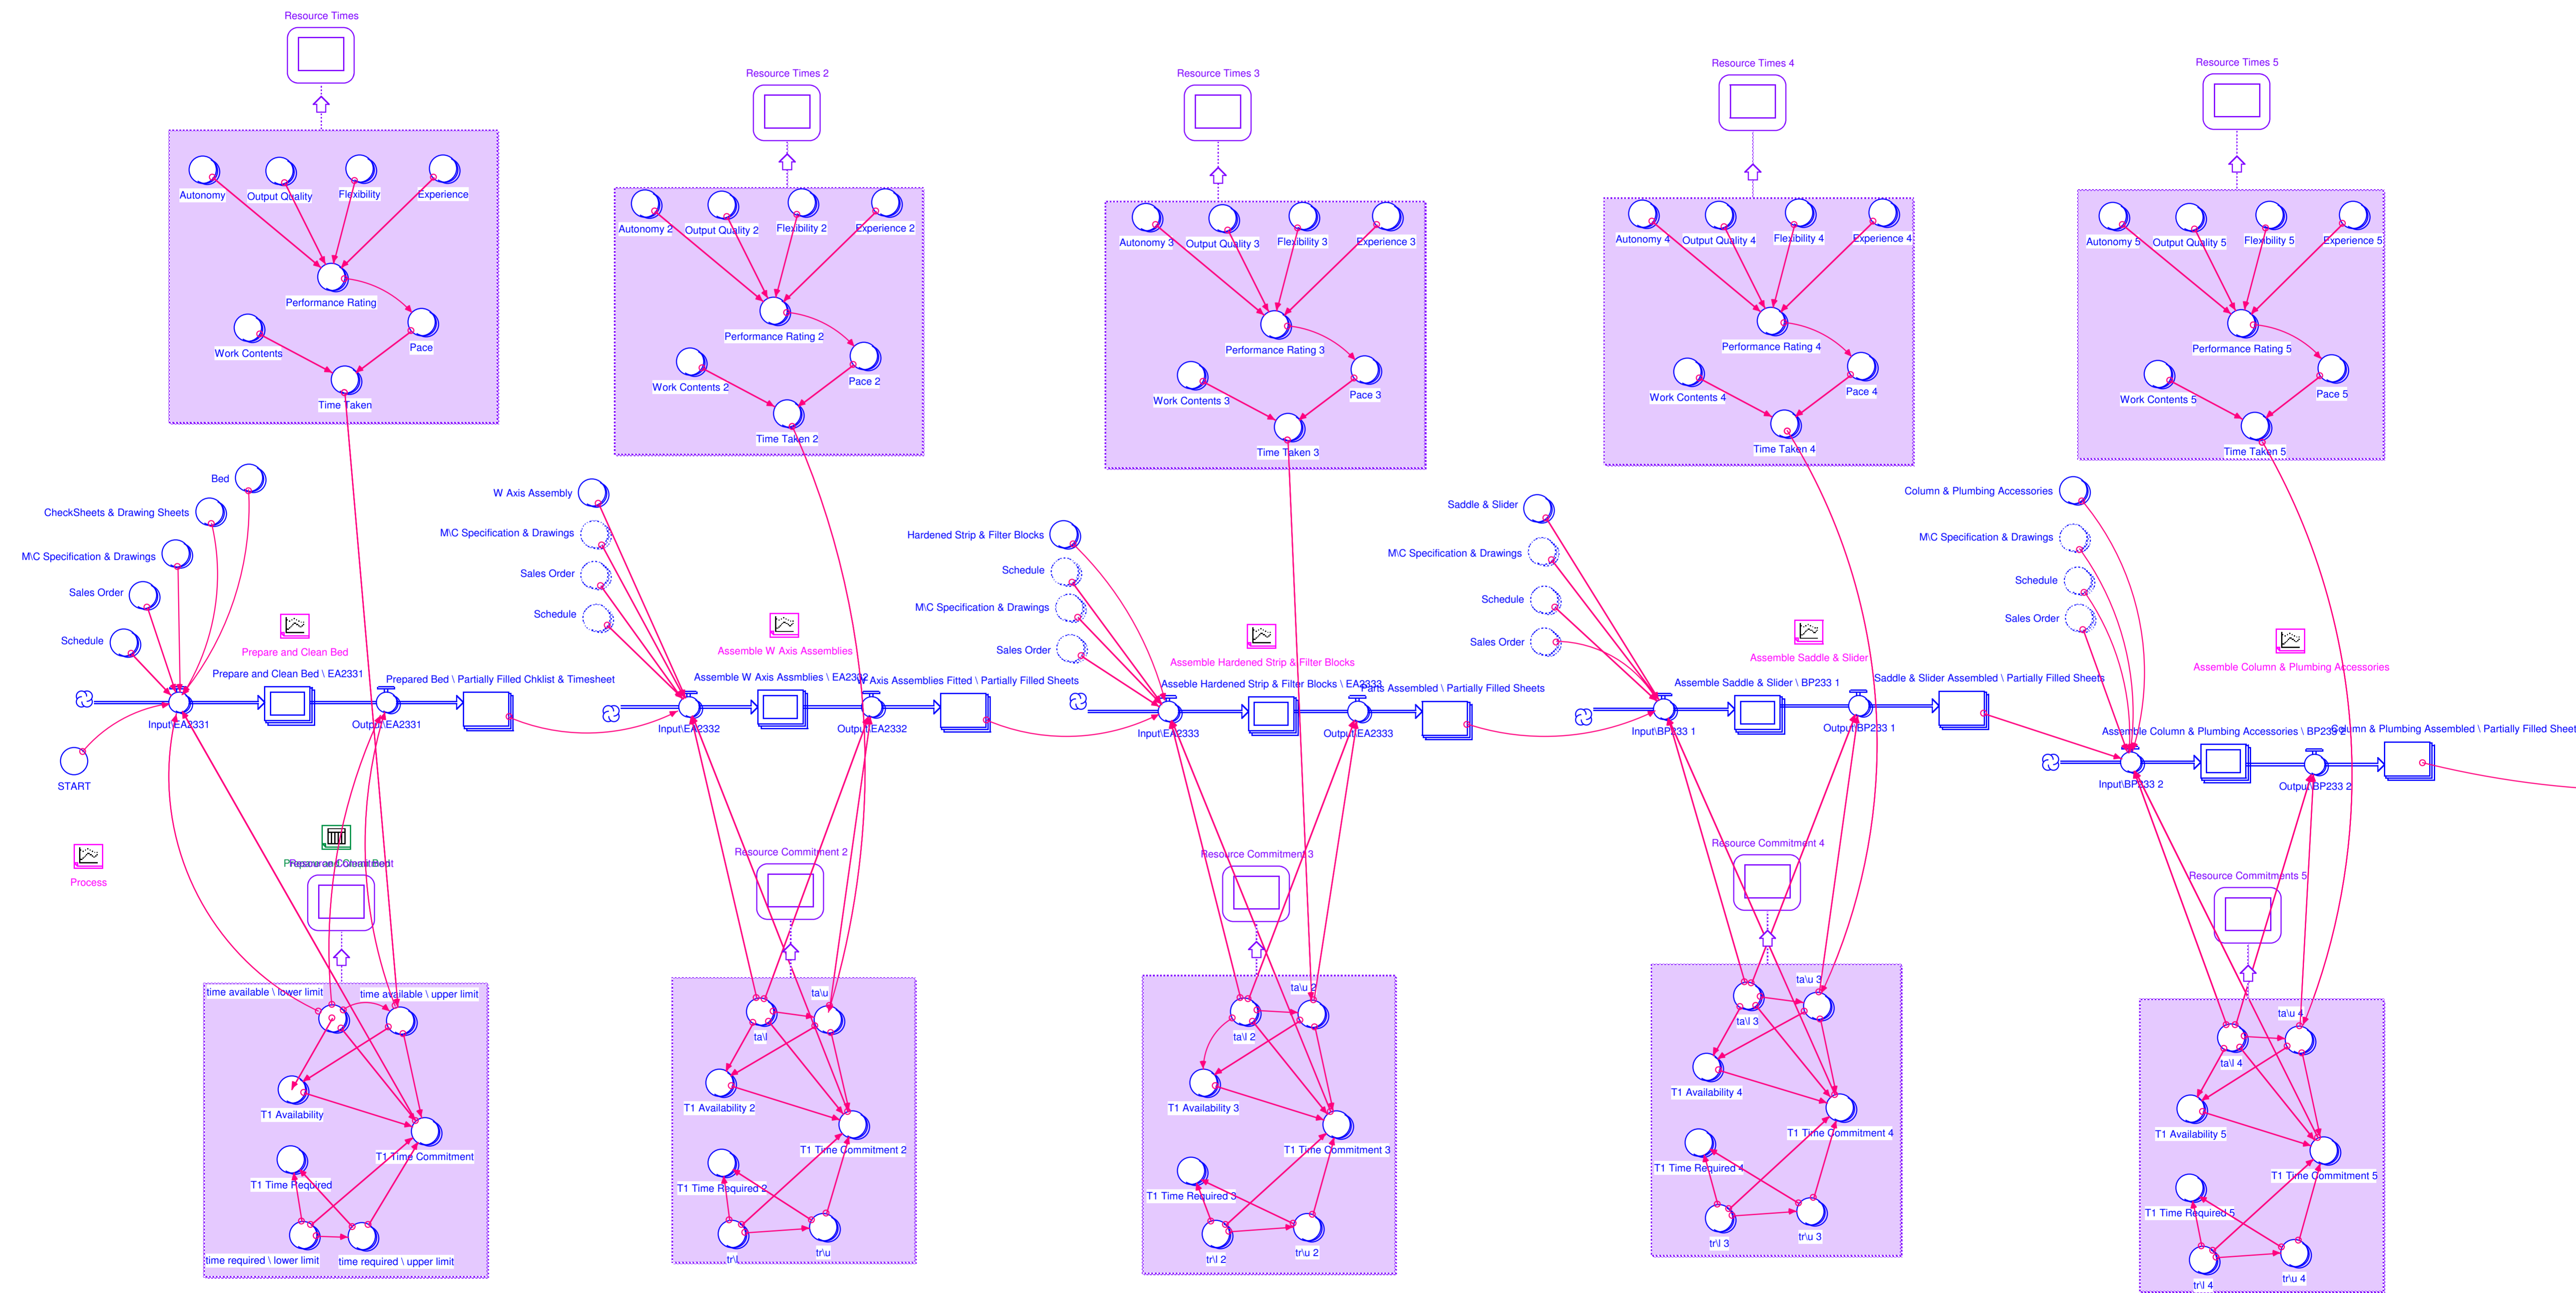 Resource Times
Autonomy
Output Quality
Flexibility
Experience
Performance Rating
Work Contents
Pace
Time Taken
Bed
CheckSheets & Drawing Sheets
M\C Specification & Drawings
Sales Order
Schedule
Prepare and Clean Bed
Prepare and Clean Bed \ EA2331
Prepared Bed \ Partially Filled Chklist & Timesheet
Input\EA2331
Output\EA2331
START
Process
Prepare and Clean Bed
Resource Commitment
time available \ lower limit
time available \ upper limit
T1 Availability
T1 Time Commitment
T1 Time Required
time required \ lower limit
time required \ upper limit
Resource Times 2
Autonomy 2
Output Quality 2
Flexibility 2
Experience 2
Performance Rating 2
Work Contents 2
Pace 2
Time Taken 2
W Axis Assembly
M\C Specification & Drawings
Sales Order
Schedule
Assemble W Axis Assemblies
Assemble W Axis Assmblies \ EA2332
W Axis Assemblies Fitted \ Partially Filled Sheets
Input\EA2332
Output\EA2332
Resource Commitment 2
ta\u
ta\l
T1 Availability 2
T1 Time Commitment 2
T1 Time Required 2
tr\l
tr\u
Resource Times 3
Autonomy 3
Output Quality 3
Flexibility 3
Experience 3
Performance Rating 3
Work Contents 3
Pace 3
Time Taken 3
Hardened Strip & Filter Blocks
Schedule
M\C Specification & Drawings
Sales Order
Assemble Hardened Strip & Filter Blocks
Asseble Hardened Strip & Filter Blocks \ EA2333
Parts Assembled \ Partially Filled Sheets
Input\EA2333
Output\EA2333
Resource Commitment 3
ta\u 2
ta\l 2
T1 Availability 3
T1 Time Commitment 3
T1 Time Required 3
tr\l 2
tr\u 2
Resource Times 4
Autonomy 4
Output Quality 4
Flexibility 4
Experience 4
Performance Rating 4
Work Contents 4
Pace 4
Time Taken 4
Saddle & Slider
M\C Specification & Drawings
Schedule
Sales Order
Assemble Saddle & Slider
Assemble Saddle & Slider \ BP233 1
Saddle & Slider Assembled \ Partially Filled Sheets
Input\BP233 1
Output\BP233 1
Resource Commitment 4
ta\u 3
ta\l 3
T1 Availability 4
T1 Time Commitment 4
T1 Time Required 4
tr\l 3
tr\u 3
Resource Times 5
Autonomy 5
Output Quality 5
Flexibility 5
Experience 5
Performance Rating 5
Work Contents 5
Pace 5
Time Taken 5
Column & Plumbing Accessories
M\C Specification & Drawings
Schedule
Sales Order
Assemble Column & Plumbing Accessories
Assemble Column & Plumbing Accessories \ BP233 2
Column & Plumbing Assembled \ Partially Filled Sheet
Input\BP233 2
Output\BP233 2
Resource Commitments 5
ta\u 4
ta\l 4
T1 Availability 5
T1 Time Commitment 5
T1 Time Required 5
tr\l 4
tr\u 4